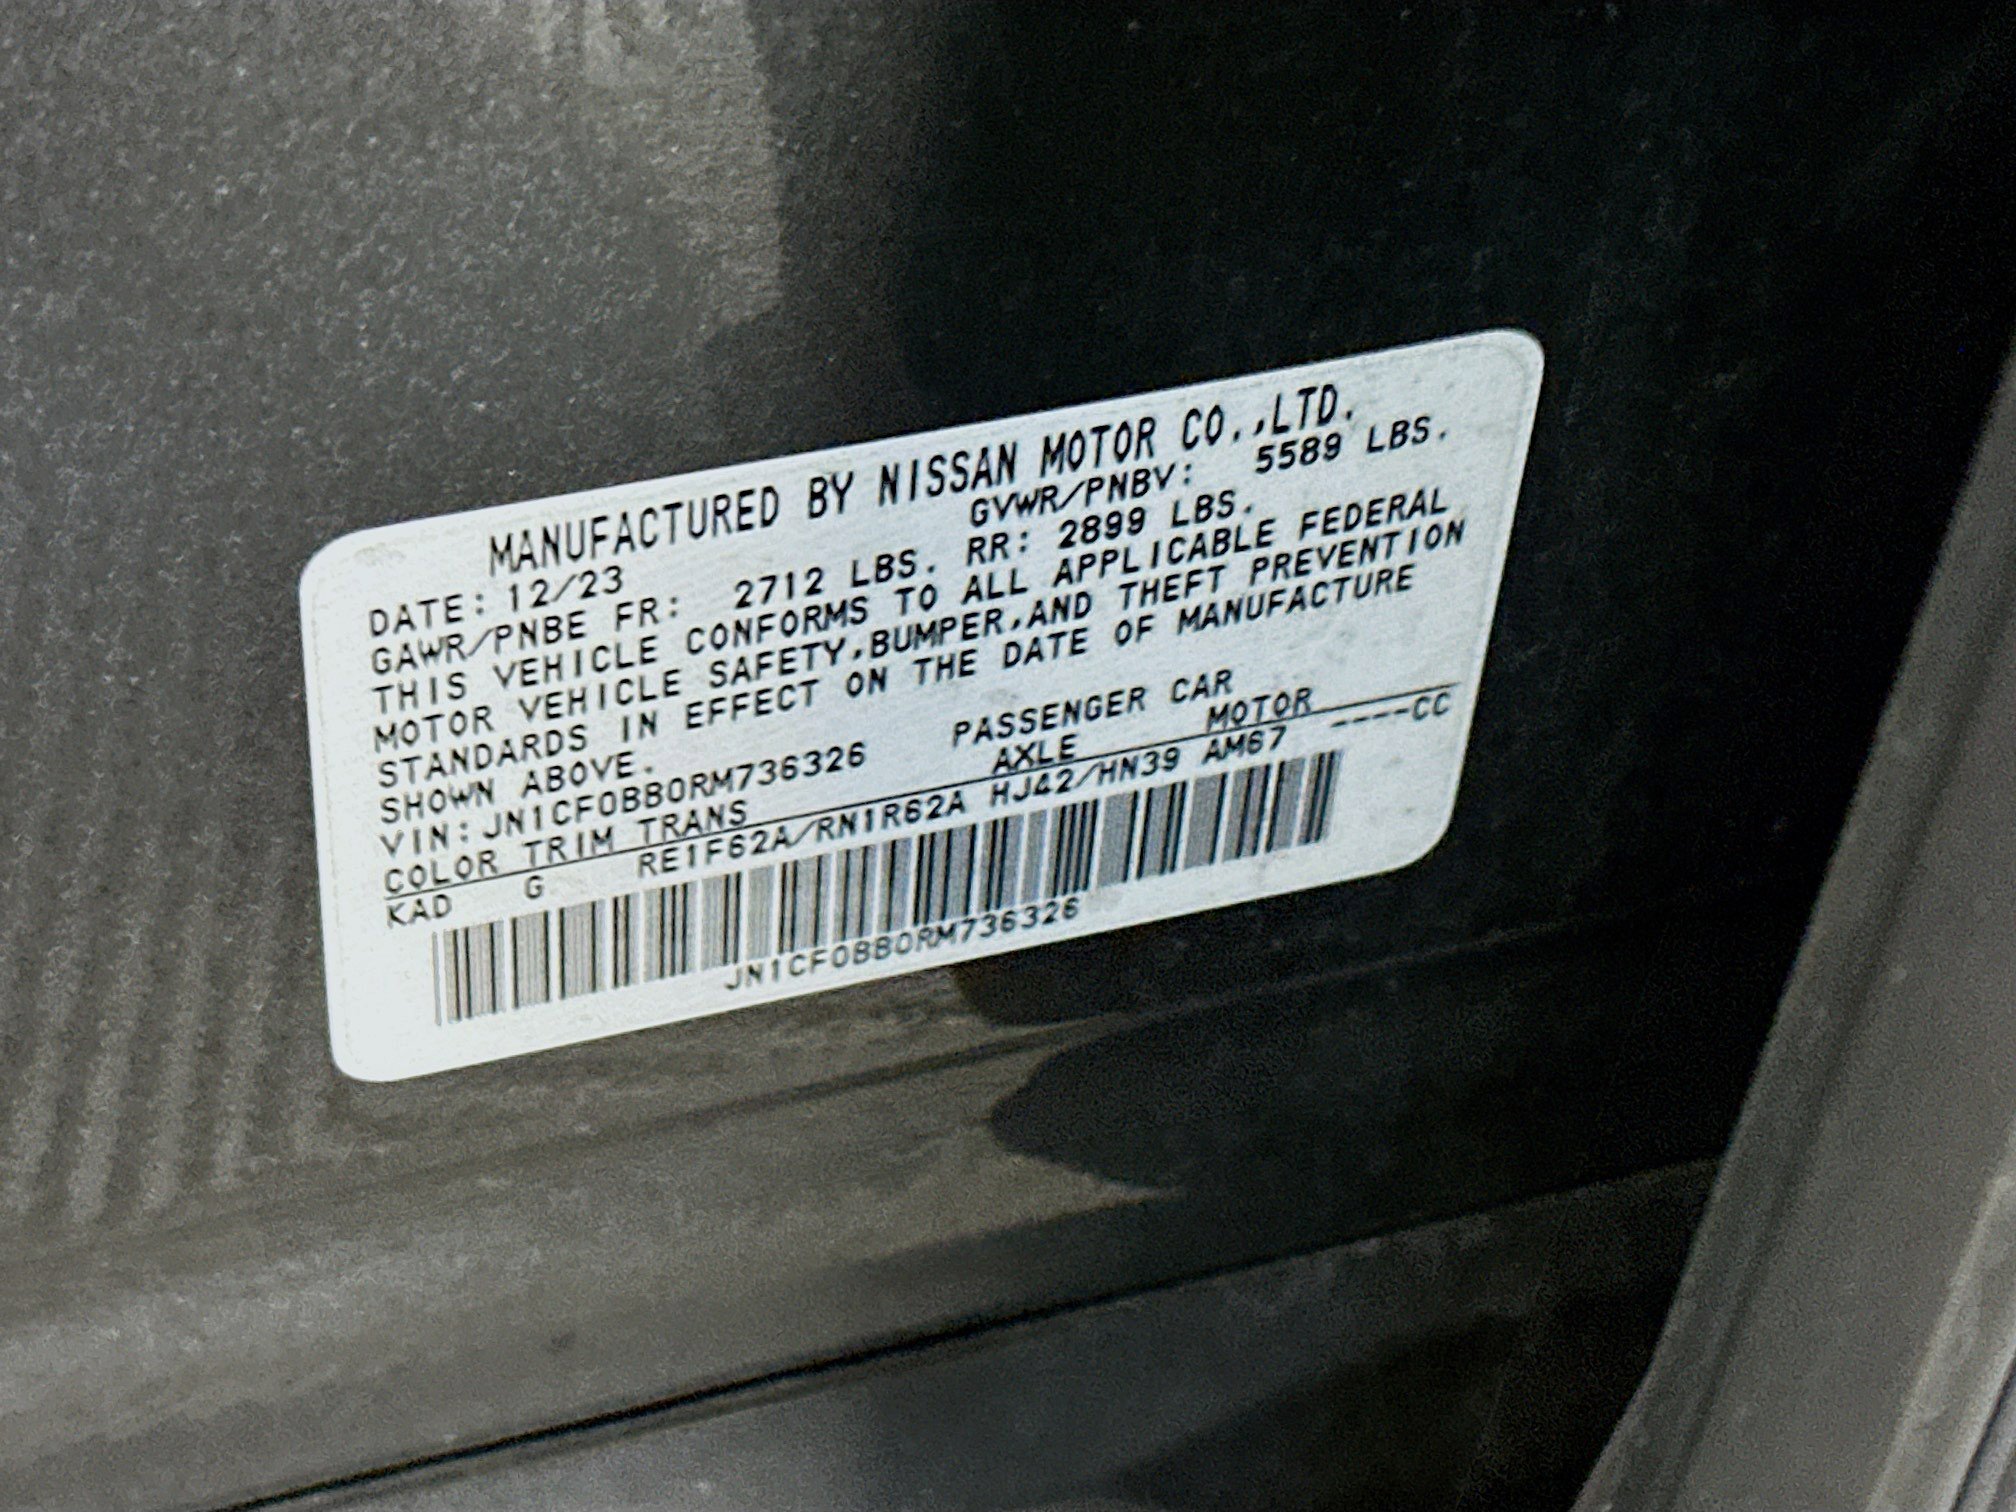 MANUFACTURED BY NISSAN MOTOR CO.,LTD.
DATE: 12/23 GVWR/PNBV: 5589 LBS.
GAWR/PNBE FR: 2712 LBS. RR: 2899 LBS.
THIS VEHICLE CONFORMS TO ALL APPLICABLE FEDERAL
MOTOR VEHICLE SAFETY,BUMPER,AND THEFT PREVENTION
STANDARDS IN EFFECT ON THE DATE OF MANUFACTURE
SHOWN ABOVE.
VIN:JN1CF0BB0RM736326 PASSENGER CAR
COLOR TRIM TRANS AXLE MOTOR
KAD G RE1F62A/RN1R62A HJ42/HN39 AM67 ----CC
JN1CF0BB0RM736326